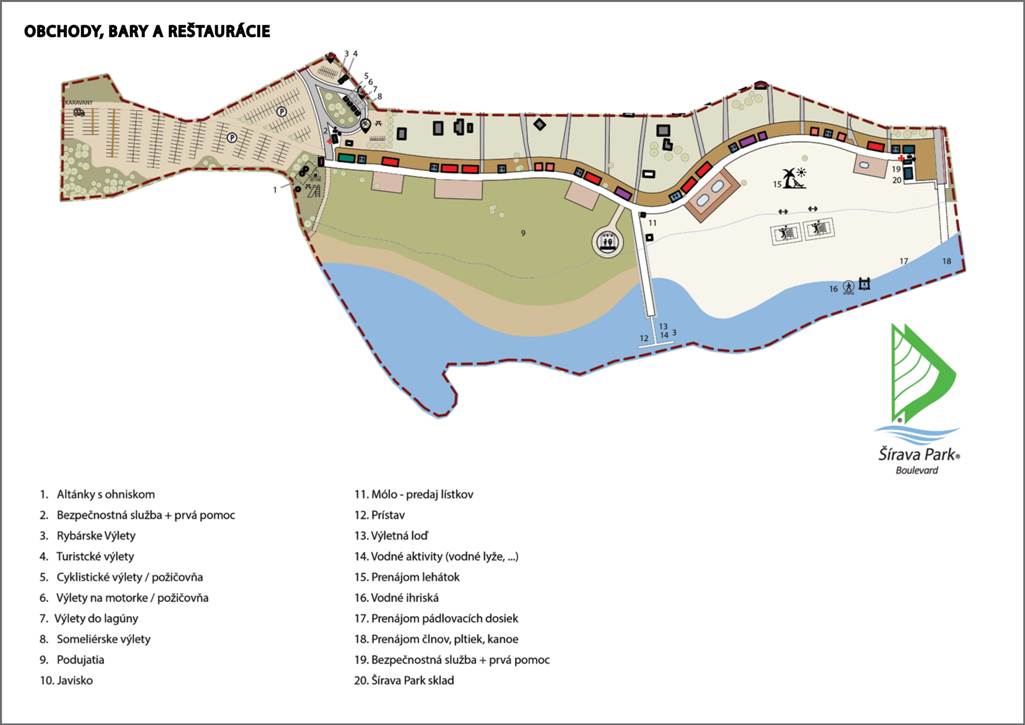 OBCHODY, BARY A REŠTAURÁCIE
3 4
5
6
7
8
KARAVANY
P
P
2
1
9
11
15
19
20
17
18
16
13
12 14 3
Šírava Park®
Boulevard
1. Altánky s ohniskom
2. Bezpečnostná služba + prvá pomoc
3. Rybárske Výlety
4. Turistcké výlety
5. Cyklistické výlety / požičovňa
6. Výlety na motorke / požičovňa
7. Výlety do lagúny
8. Someliérske výlety
9. Podujatia
10. Javisko
11. Mólo - predaj lístkov
12. Prístav
13. Výletná loď
14. Vodné aktivity (vodné lyže, ...)
15. Prenájom lehátok
16. Vodné ihriská
17. Prenájom pádlovacích dosiek
18. Prenájom člnov, pltiek, kanoe
19. Bezpečnostná služba + prvá pomoc
20. Šírava Park sklad